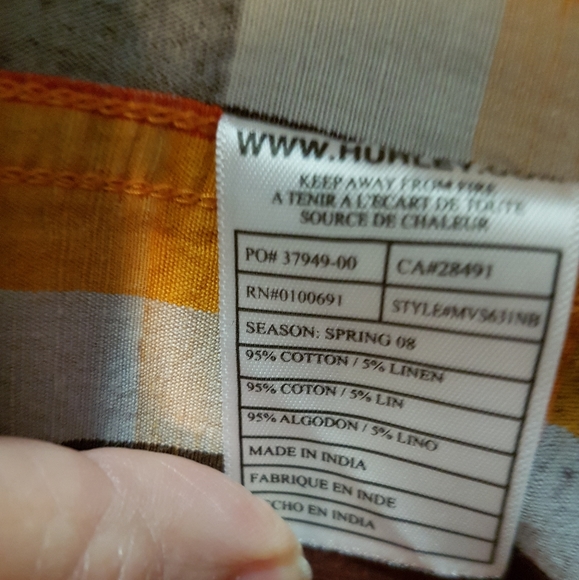 WWW.HURLEY.COM
KEEP AWAY FROM FIRE
A TENIR A L'ECART DE TOUTE
SOURCE DE CHALEUR
PO# 37949-00 CA#28491
RN#0100691 STYLE#MVS631NB
SEASON: SPRING 08
95% COTTON / 5% LINEN
95% COTON / 5% LIN
95% ALGODON / 5% LINO
MADE IN INDIA
FABRIQUE EN INDE
ECHO EN INDIA